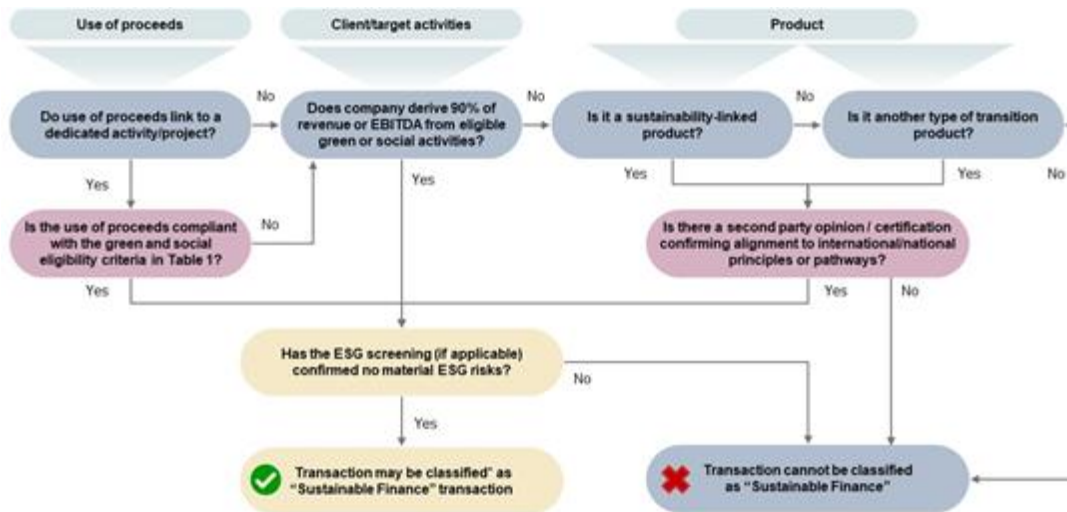 Use of proceeds
Client/target activities
Product
Do use of proceeds link to a
dedicated activity/project?
No
Does company derive 90% of
revenue or EBITDA from eligible
green or social activities?
No
Is it a sustainability-linked
product?
No
Is it another type of transition
product?
Yes
Yes
Yes
Yes
No
Is the use of proceeds compliant
with the green and social
eligibility criteria in Table 1?
No
Is there a second party opinion / certification
confirming alignment to international/national
principles or pathways?
Yes
Yes
No
Has the ESG screening (if applicable)
confirmed no material ESG risks?
No
Yes
Transaction may be classified* as
“Sustainable Finance” transaction
Transaction cannot be classified
as “Sustainable Finance”